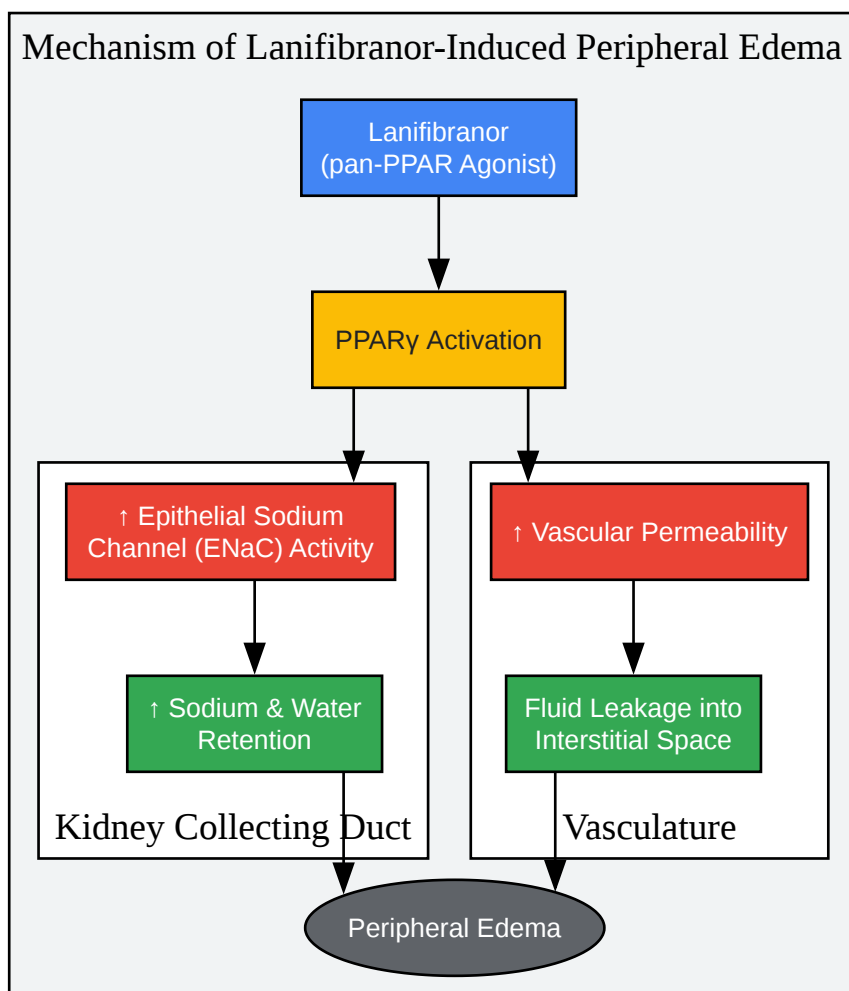 Mechanism of Lanifibranor-Induced Peripheral Edema
Lanifibranor
(pan-PPAR Agonist)
PPARγ Activation
↑ Epithelial Sodium
Channel (ENaC) Activity
↑ Vascular Permeability
↑ Sodium & Water
Retention
Fluid Leakage into
Interstitial Space
Kidney Collecting Duct
Vasculature
Peripheral Edema